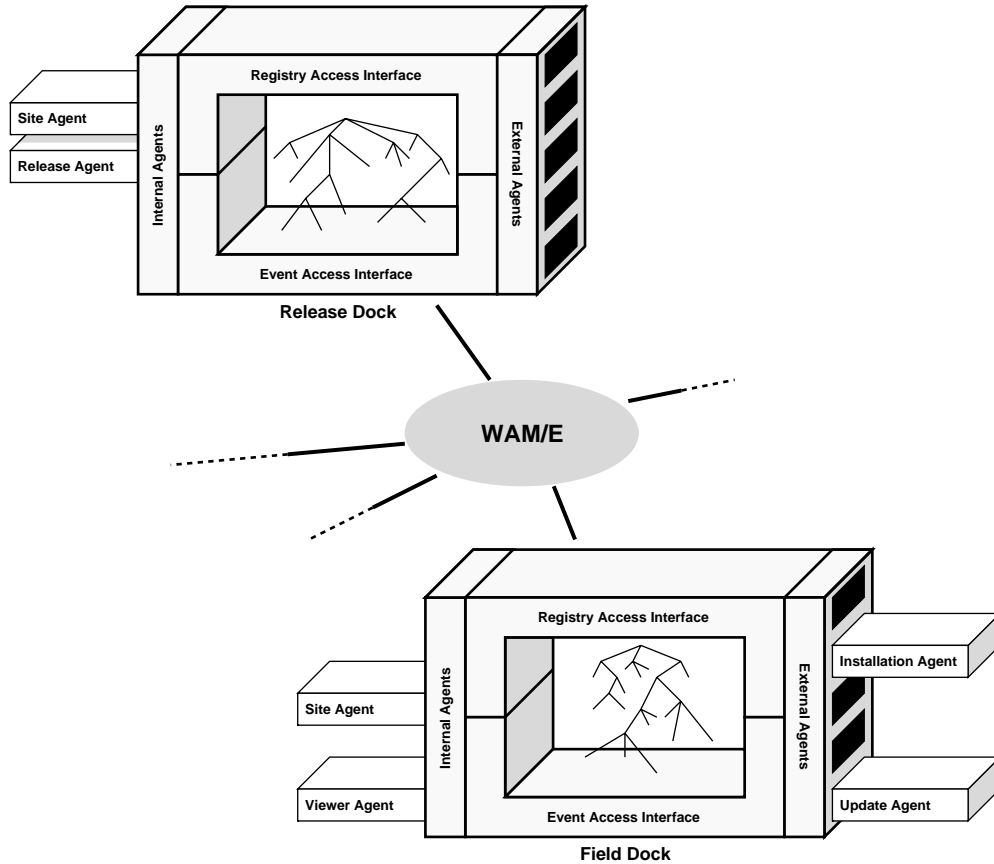 Registry Access Interface
Site Agent
Release Agent
Internal Agents
External Agents
Event Access Interface
Release Dock
WAM/E
Registry Access Interface
Installation Agent
Site Agent
Internal Agents
External Agents
Viewer Agent
Update Agent
Event Access Interface
Field Dock